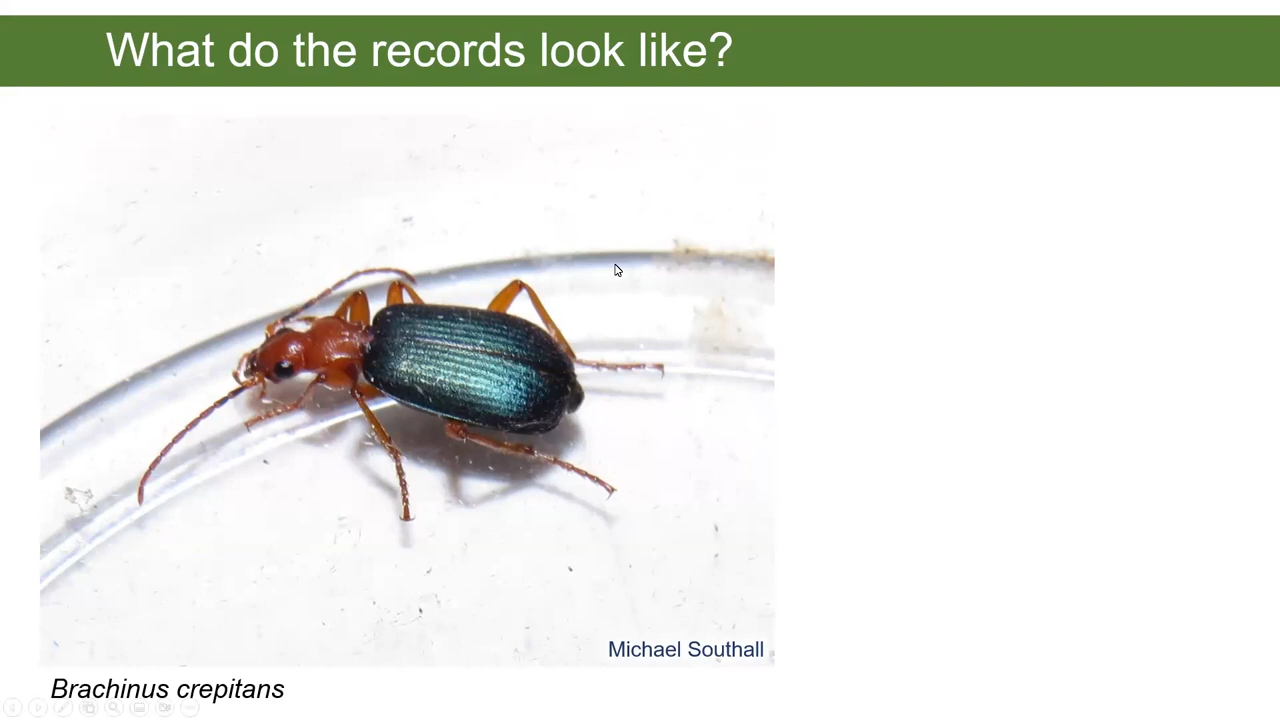 What do the records look like?
Michael Southall
Brachinus crepitans